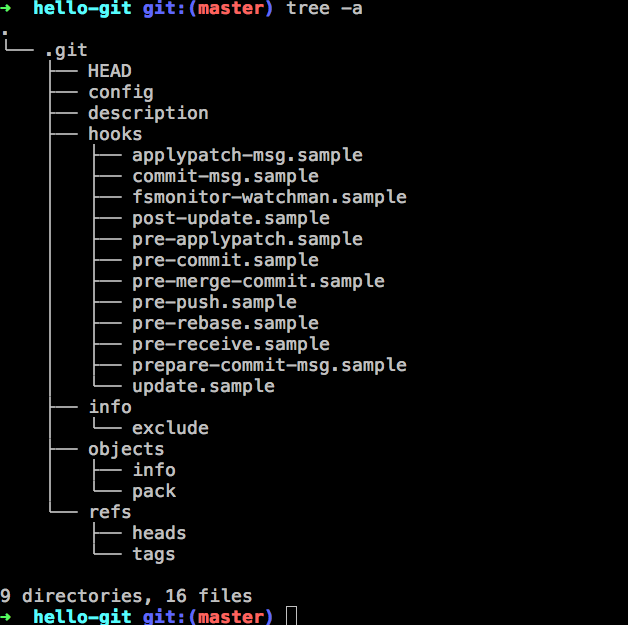 ➜  hello-git git:(master) tree -a
.
└── .git
    ├── HEAD
    ├── config
    ├── description
    ├── hooks
    │   ├── applypatch-msg.sample
    │   ├── commit-msg.sample
    │   ├── fsmonitor-watchman.sample
    │   ├── post-update.sample
    │   ├── pre-applypatch.sample
    │   ├── pre-commit.sample
    │   ├── pre-merge-commit.sample
    │   ├── pre-push.sample
    │   ├── pre-rebase.sample
    │   ├── pre-receive.sample
    │   ├── prepare-commit-msg.sample
    │   └── update.sample
    ├── info
    │   └── exclude
    ├── objects
    │   ├── info
    │   └── pack
    └── refs
        ├── heads
        └── tags

9 directories, 16 files
➜  hello-git git:(master)